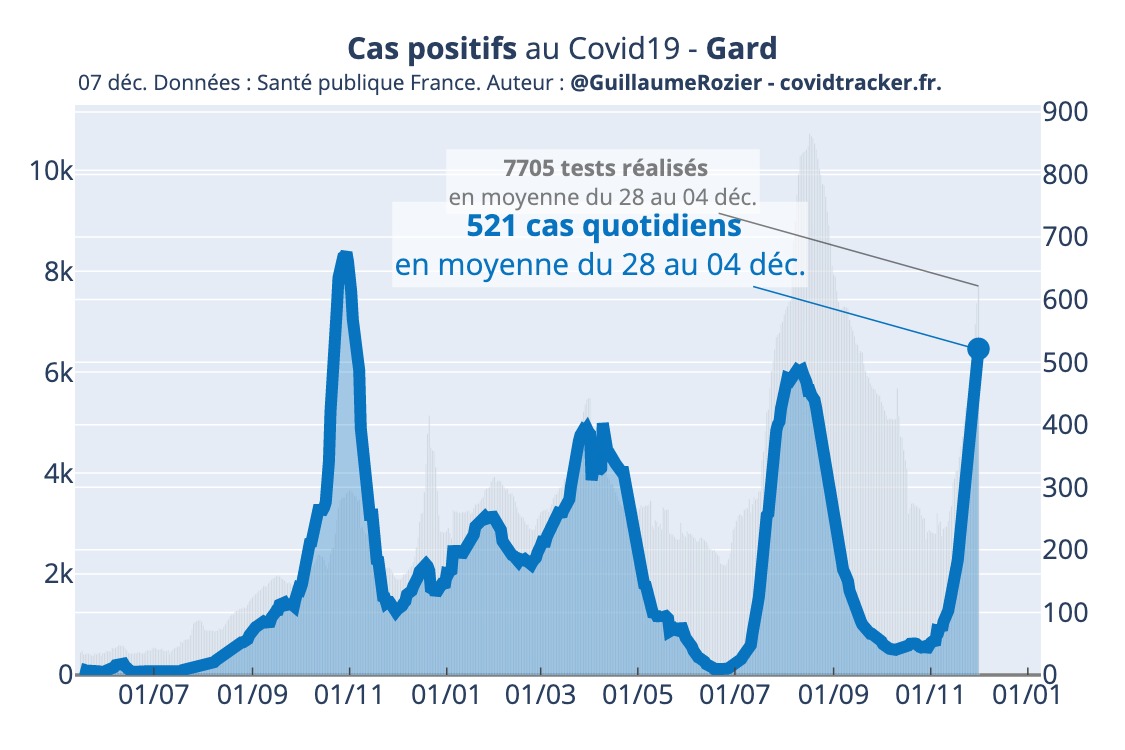 Cas positifs au Covid19 - Gard
07 déc. Données : Santé publique France. Auteur : @GuillaumeRozier - covidtracker.fr.
900
10k
800
7705 tests réalisés
en moyenne du 28 au 04 déc.
521 cas quotidiens
700
en moyenne du 28 au 04 déc.
8k
600
6k
500
400
4k
300
2k
200
100
0
0
01/07 01/09 01/11 01/01 01/03 01/05 01/07 01/09 01/11 01/01